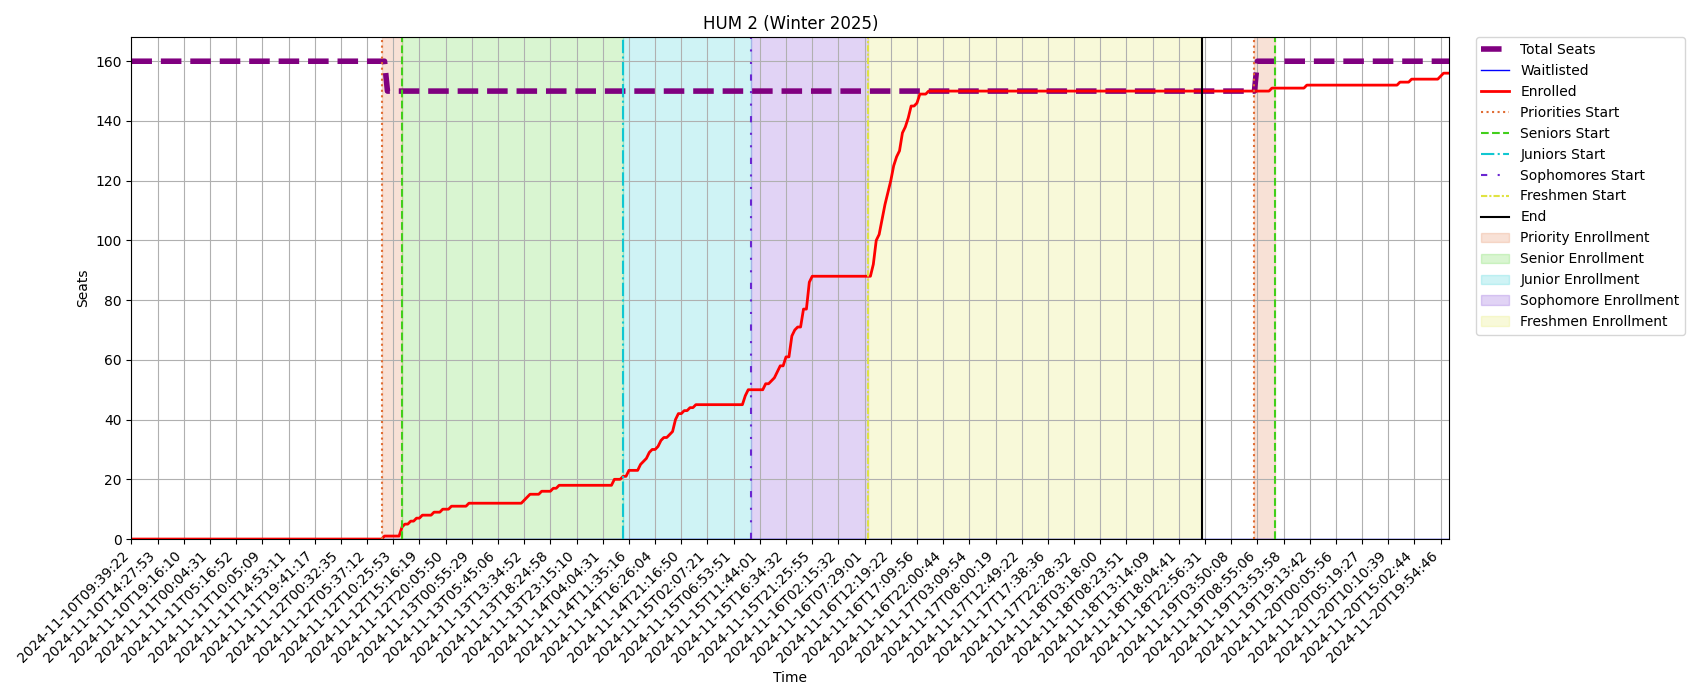 HUM 2 (Winter 2025)
160
140
120
100
80
60
40
20
0
Seats
2024-11-10T09:39:22
2024-11-10T14:27:53
2024-11-10T19:16:10
2024-11-11T00:04:31
2024-11-11T05:16:52
2024-11-11T10:05:09
2024-11-11T14:53:11
2024-11-11T19:41:17
2024-11-12T00:32:35
2024-11-12T05:37:12
2024-11-12T10:25:53
2024-11-12T15:16:19
2024-11-12T20:05:50
2024-11-13T00:55:29
2024-11-13T05:45:06
2024-11-13T13:34:52
2024-11-13T18:24:58
2024-11-13T23:15:10
2024-11-14T04:04:31
2024-11-14T11:35:16
2024-11-14T16:26:04
2024-11-14T21:16:50
2024-11-15T02:07:21
2024-11-15T06:53:51
2024-11-15T11:44:01
2024-11-15T16:34:32
2024-11-15T21:25:55
2024-11-16T02:15:32
2024-11-16T07:29:01
2024-11-16T12:19:22
2024-11-16T17:09:56
2024-11-16T22:00:44
2024-11-17T03:09:54
2024-11-17T08:00:19
2024-11-17T12:49:22
2024-11-17T17:38:36
2024-11-17T22:28:32
2024-11-18T03:18:00
2024-11-18T08:23:51
2024-11-18T13:14:09
2024-11-18T18:04:41
2024-11-18T22:56:31
2024-11-19T03:50:08
2024-11-19T08:55:06
2024-11-19T13:53:58
2024-11-19T19:13:42
2024-11-20T00:05:56
2024-11-20T05:19:27
2024-11-20T10:10:39
2024-11-20T15:02:44
2024-11-20T19:54:46
Time
Total Seats
Waitlisted
Enrolled
Priorities Start
Seniors Start
Juniors Start
Sophomores Start
Freshmen Start
End
Priority Enrollment
Senior Enrollment
Junior Enrollment
Sophomore Enrollment
Freshmen Enrollment